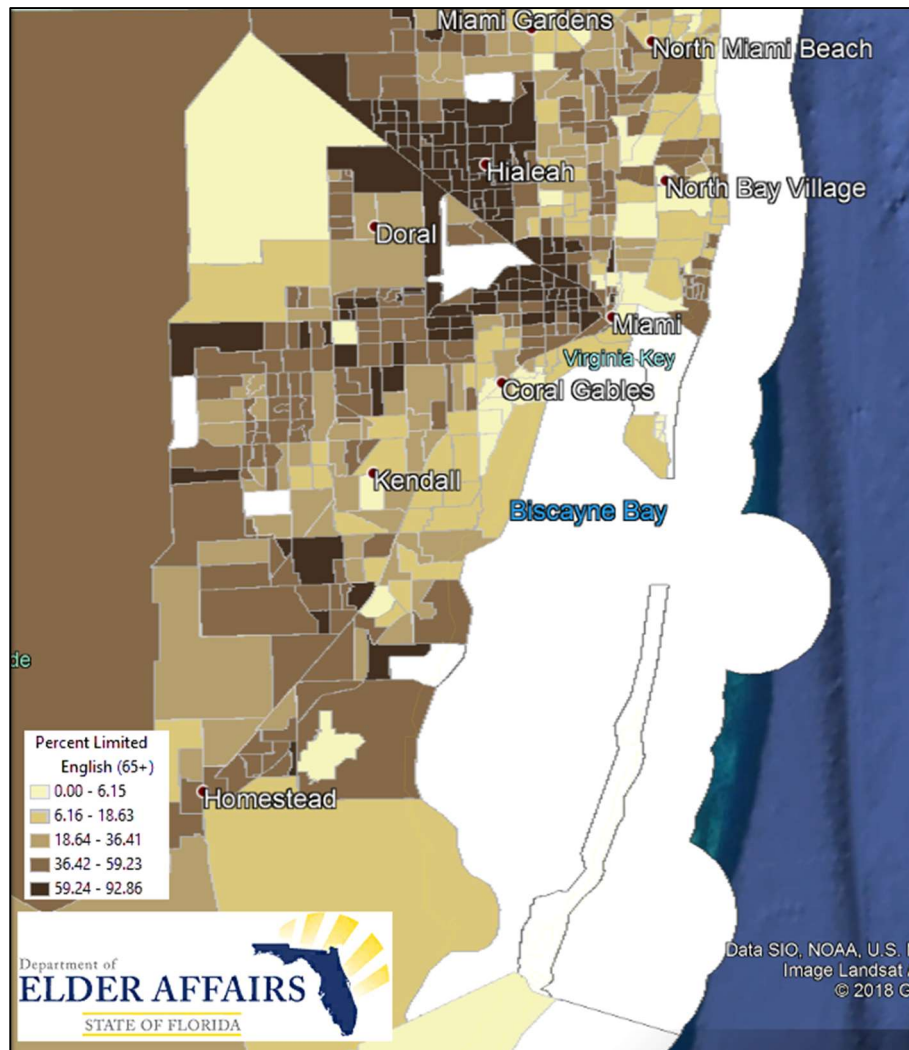 Miami Gardens
North Miami Beach
Hialeah
North Bay Village
Doral
Miami
Virginia Key
Coral Gables
Kendall
Biscayne Bay
de
Percent Limited
English (65+)
0.00 - 6.15
6.16 - 18.63
18.64 - 36.41
36.42 - 59.23
59.24 - 92.86
Homestead
Department of
ELDER AFFAIRS
STATE OF FLORIDA
Data SIO, NOAA, U.S.
Image Landsat
© 2018 G